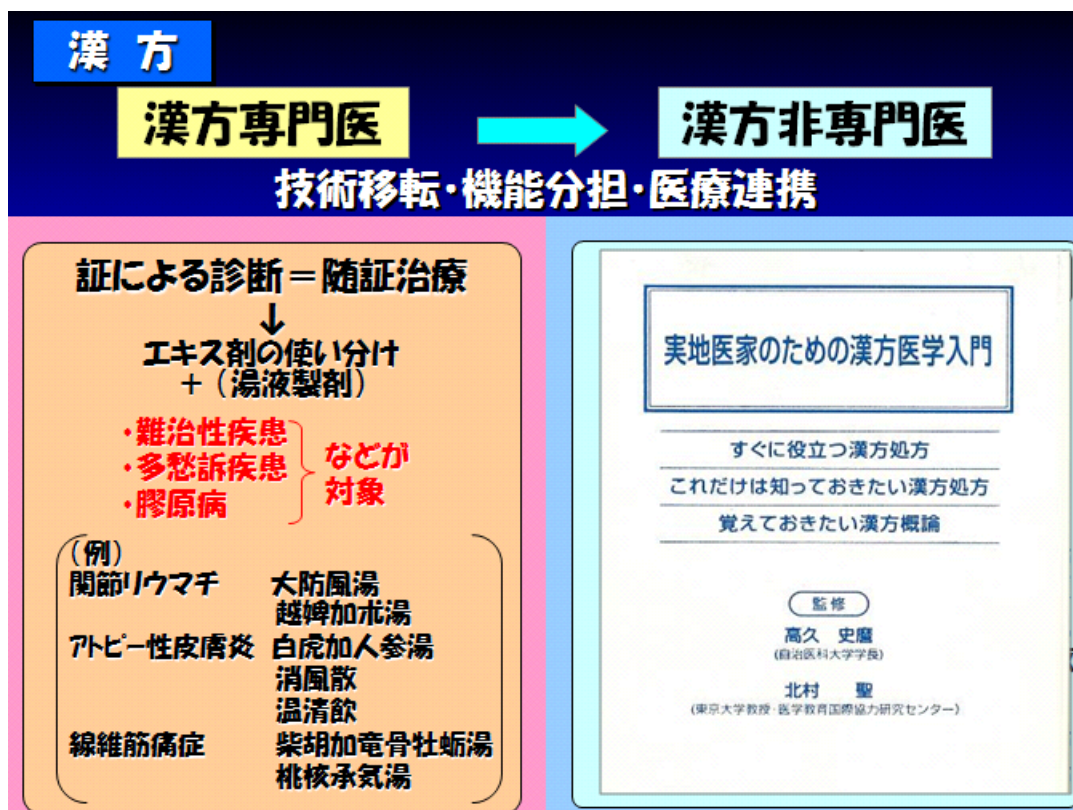 漢 方
漢方専門医
漢方非専門医
技術移転・機能分担・医療連携
証による診断=随証治療
↓
エキス剤の使い分け
+(湯液製剤)
・難治性疾患
・多愁訴疾患
・膠原病
などが
対象
(例)
関節リウマチ 大防風湯
越婢加朮湯
アトピー性皮膚炎 白虎加人参湯
消風散
温清飲
線維筋痛症 柴胡加竜骨牡蛎湯
桃核承気湯
実地医家のための漢方医学入門
すぐに役立つ漢方処方
これだけは知っておきたい漢方処方
覚えておきたい漢方概論
監修
高久 史麿
(自治医科大学学長)
北村 聖
(東京大学教授・医学教育国際協力研究センター)